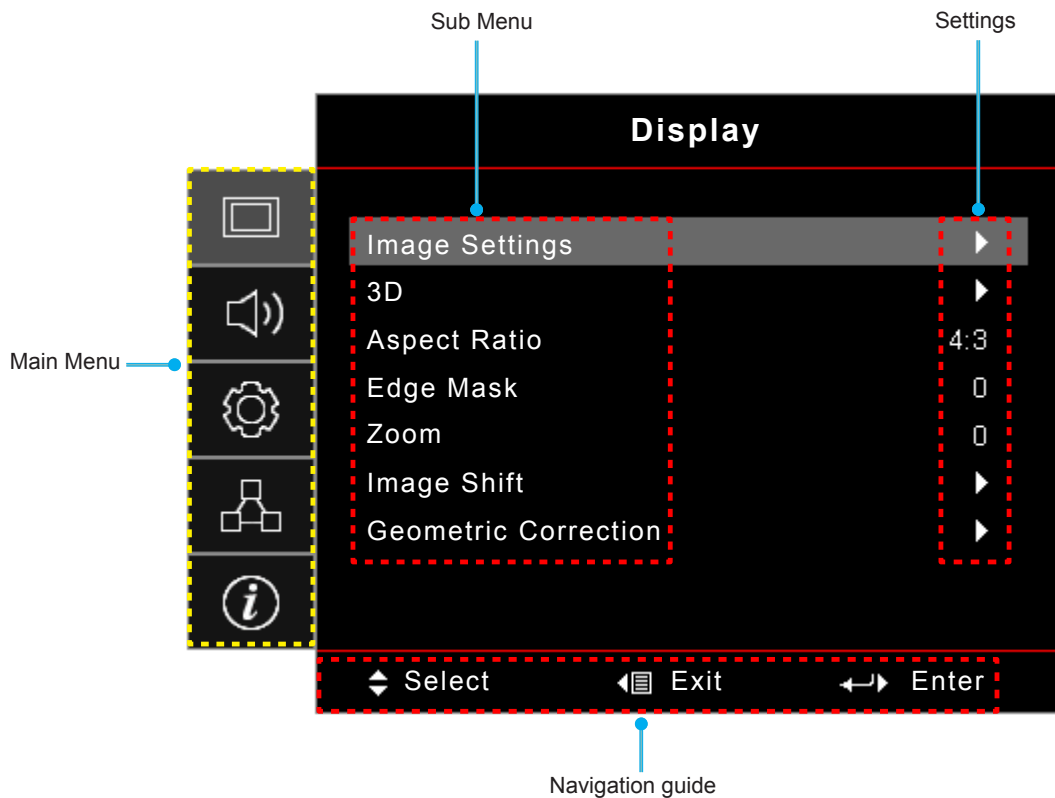 Sub Menu
Settings
Display
Image Settings
3D
Aspect Ratio 4:3
Edge Mask 0
Zoom 0
Image Shift
Geometric Correction
Main Menu
Select Exit Enter
Navigation guide